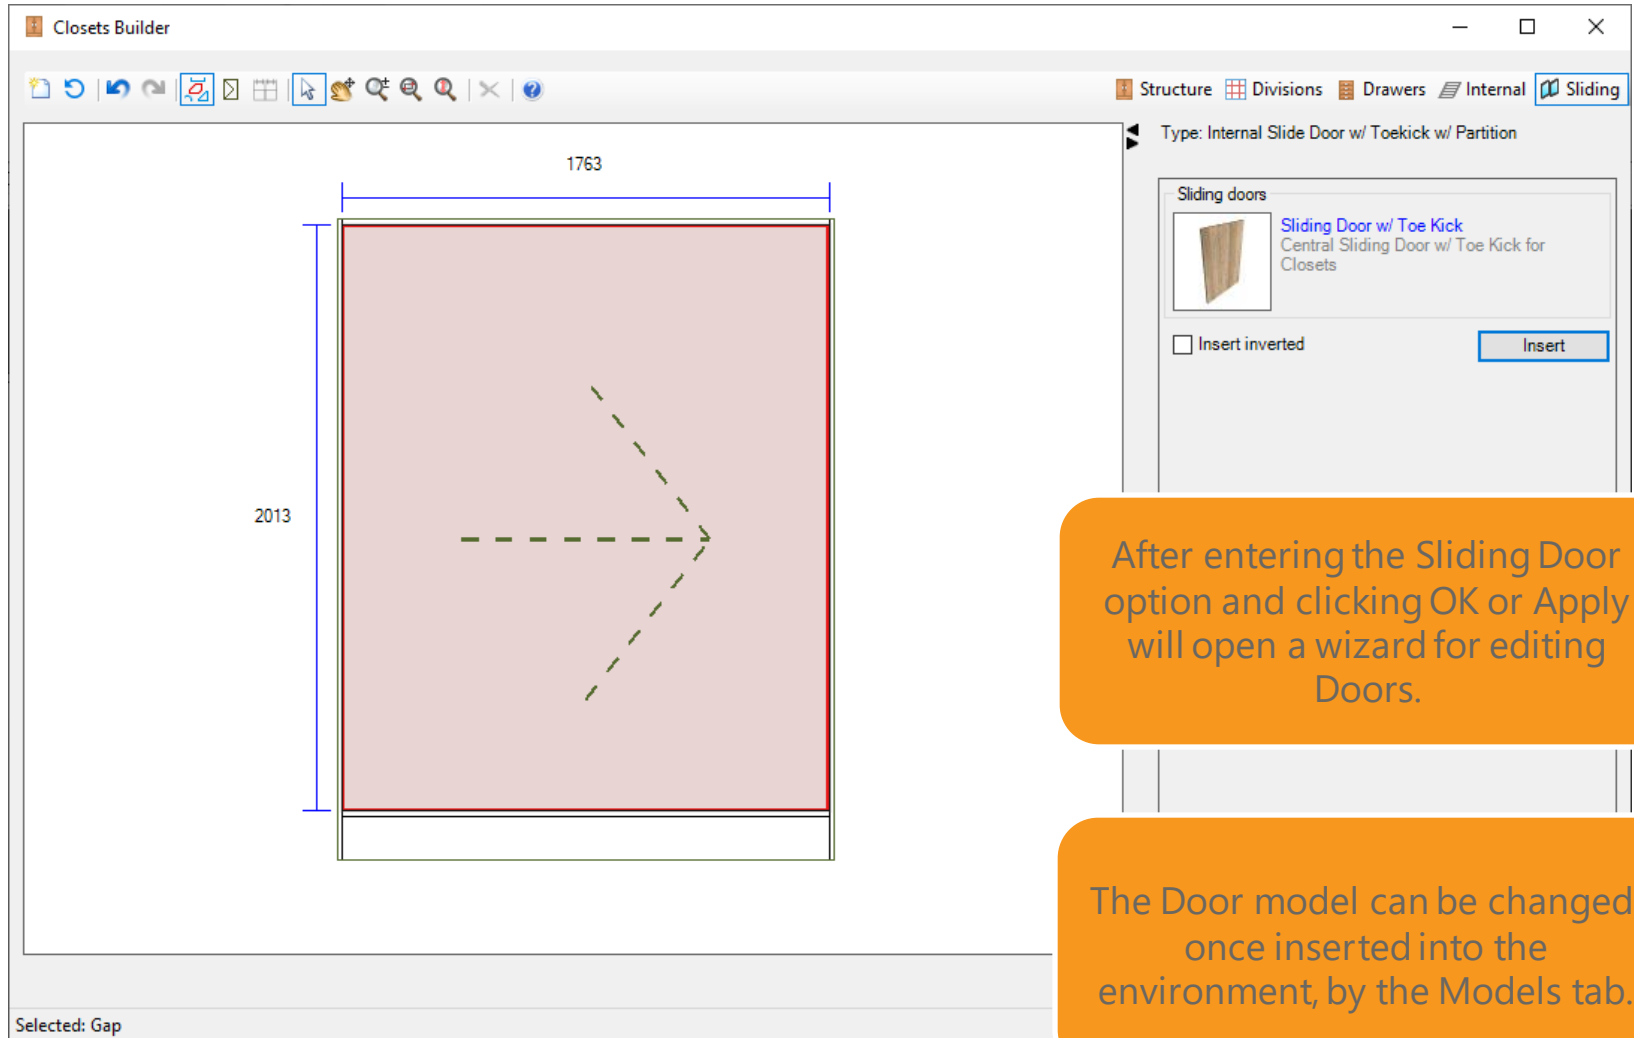 Closets Builder
Structure Divisions Drawers Internal Sliding
Type: Internal Slide Door w/ Toekick w/ Partition
1763
Sliding doors
Sliding Door w/ Toe Kick
Central Sliding Door w/ Toe Kick for
Closets
Insert inverted
Insert
2013
After entering the Sliding Door
option and clicking OK or Apply
will open a wizard for editing
Doors.
The Door model can be changed
once inserted into the
environment, by the Models tab.
Selected: Gap